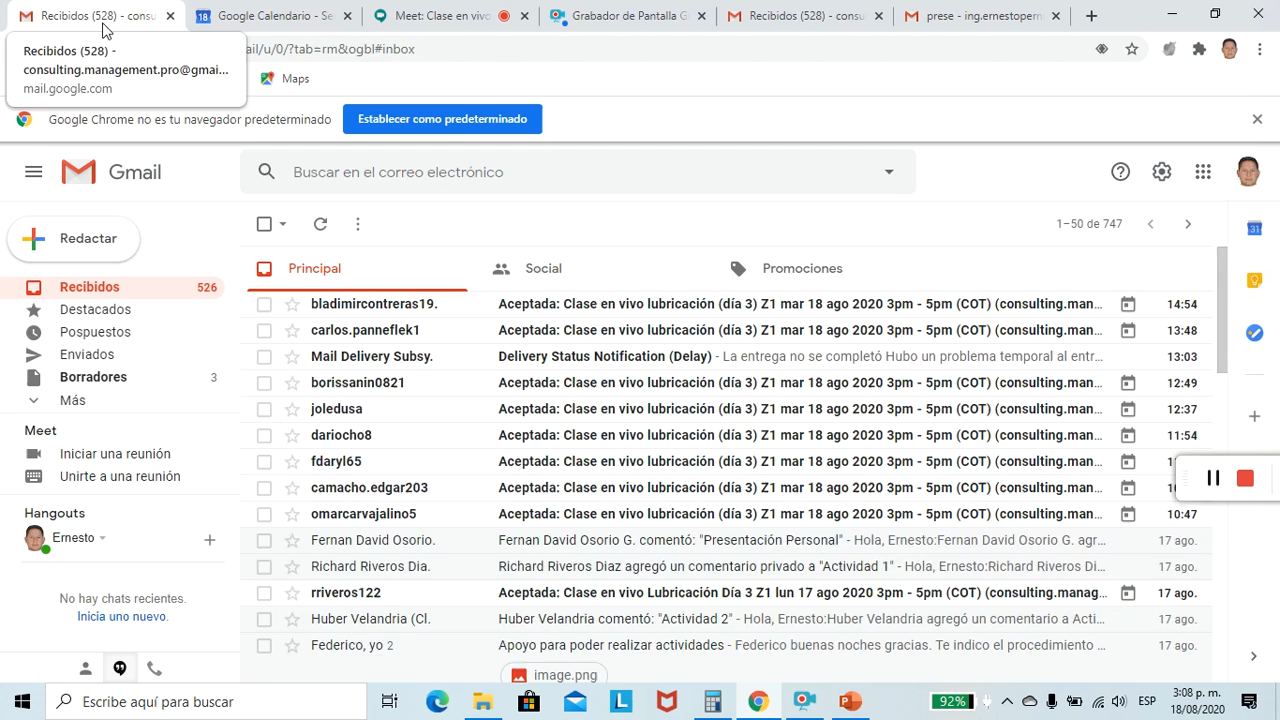 Recibidos (528) - consu
Google Calendario - Se
Meet: Clase en vivo
Grabador de Pantalla G
Recibidos (528) - consu
prese - ing.ernestoperr
Recibidos (528) -
consulting.management.pro@gmai...
mail.google.com
ail/u/0/?tab=rm&ogbl#inbox
Maps
Google Chrome no es tu navegador predeterminado
Establecer como predeterminado
Gmail
Buscar en el correo electrónico
Redactar
1–50 de 747
Recibidos 526
Destacados
Pospuestos
Enviados
Borradores 3
Más
Meet
Iniciar una reunión
Unirte a una reunión
Hangouts
Ernesto
No hay chats recientes.
Inicia uno nuevo.
Principal
Social
Promociones
bladimircontreras19. Aceptada: Clase en vivo lubricación (día 3) Z1 mar 18 ago 2020 3pm - 5pm (COT) (consulting.man... 14:54
carlos.panneflek1 Aceptada: Clase en vivo lubricación (día 3) Z1 mar 18 ago 2020 3pm - 5pm (COT) (consulting.man... 13:48
Mail Delivery Subsy. Delivery Status Notification (Delay) - La entrega no se completó Hubo un problema temporal al entr... 13:03
borissanin0821 Aceptada: Clase en vivo lubricación (día 3) Z1 mar 18 ago 2020 3pm - 5pm (COT) (consulting.man... 12:49
joledusa Aceptada: Clase en vivo lubricación (día 3) Z1 mar 18 ago 2020 3pm - 5pm (COT) (consulting.man... 12:37
dariocho8 Aceptada: Clase en vivo lubricación (día 3) Z1 mar 18 ago 2020 3pm - 5pm (COT) (consulting.man... 11:54
fdaryl65 Aceptada: Clase en vivo lubricación (día 3) Z1 mar 18 ago 2020 3pm - 5pm (COT) (consulting.man...
camacho.edgar203 Aceptada: Clase en vivo lubricación (día 3) Z1 mar 18 ago 2020 3pm - 5pm (COT) (consulting.man...
omarcarvajalino5 Aceptada: Clase en vivo lubricación (día 3) Z1 mar 18 ago 2020 3pm - 5pm (COT) (consulting.man... 10:47
Fernan David Osorio. Fernan David Osorio G. comentó: "Presentación Personal" - Hola, Ernesto:Fernan David Osorio G. agr... 17 ago.
Richard Riveros Dia. Richard Riveros Diaz agregó un comentario privado a "Actividad 1" - Hola, Ernesto:Richard Riveros Di... 17 ago.
rriveros122 Aceptada: Clase en vivo Lubricación Día 3 Z1 lun 17 ago 2020 3pm - 5pm (COT) (consulting.manag... 17 ago.
Huber Velandria (Cl. Huber Velandria comentó: "Actividad 2" - Hola, Ernesto:Huber Velandria agregó un comentario a Acti... 17 ago.
Federico, yo 2 Apoyo para poder realizar actividades - Federico buenas noches gracias. Te indico el procedimiento ... 17 ago.
image.png
Escribe aquí para buscar
92%
ESP
3:08 p. m.
18/08/2020